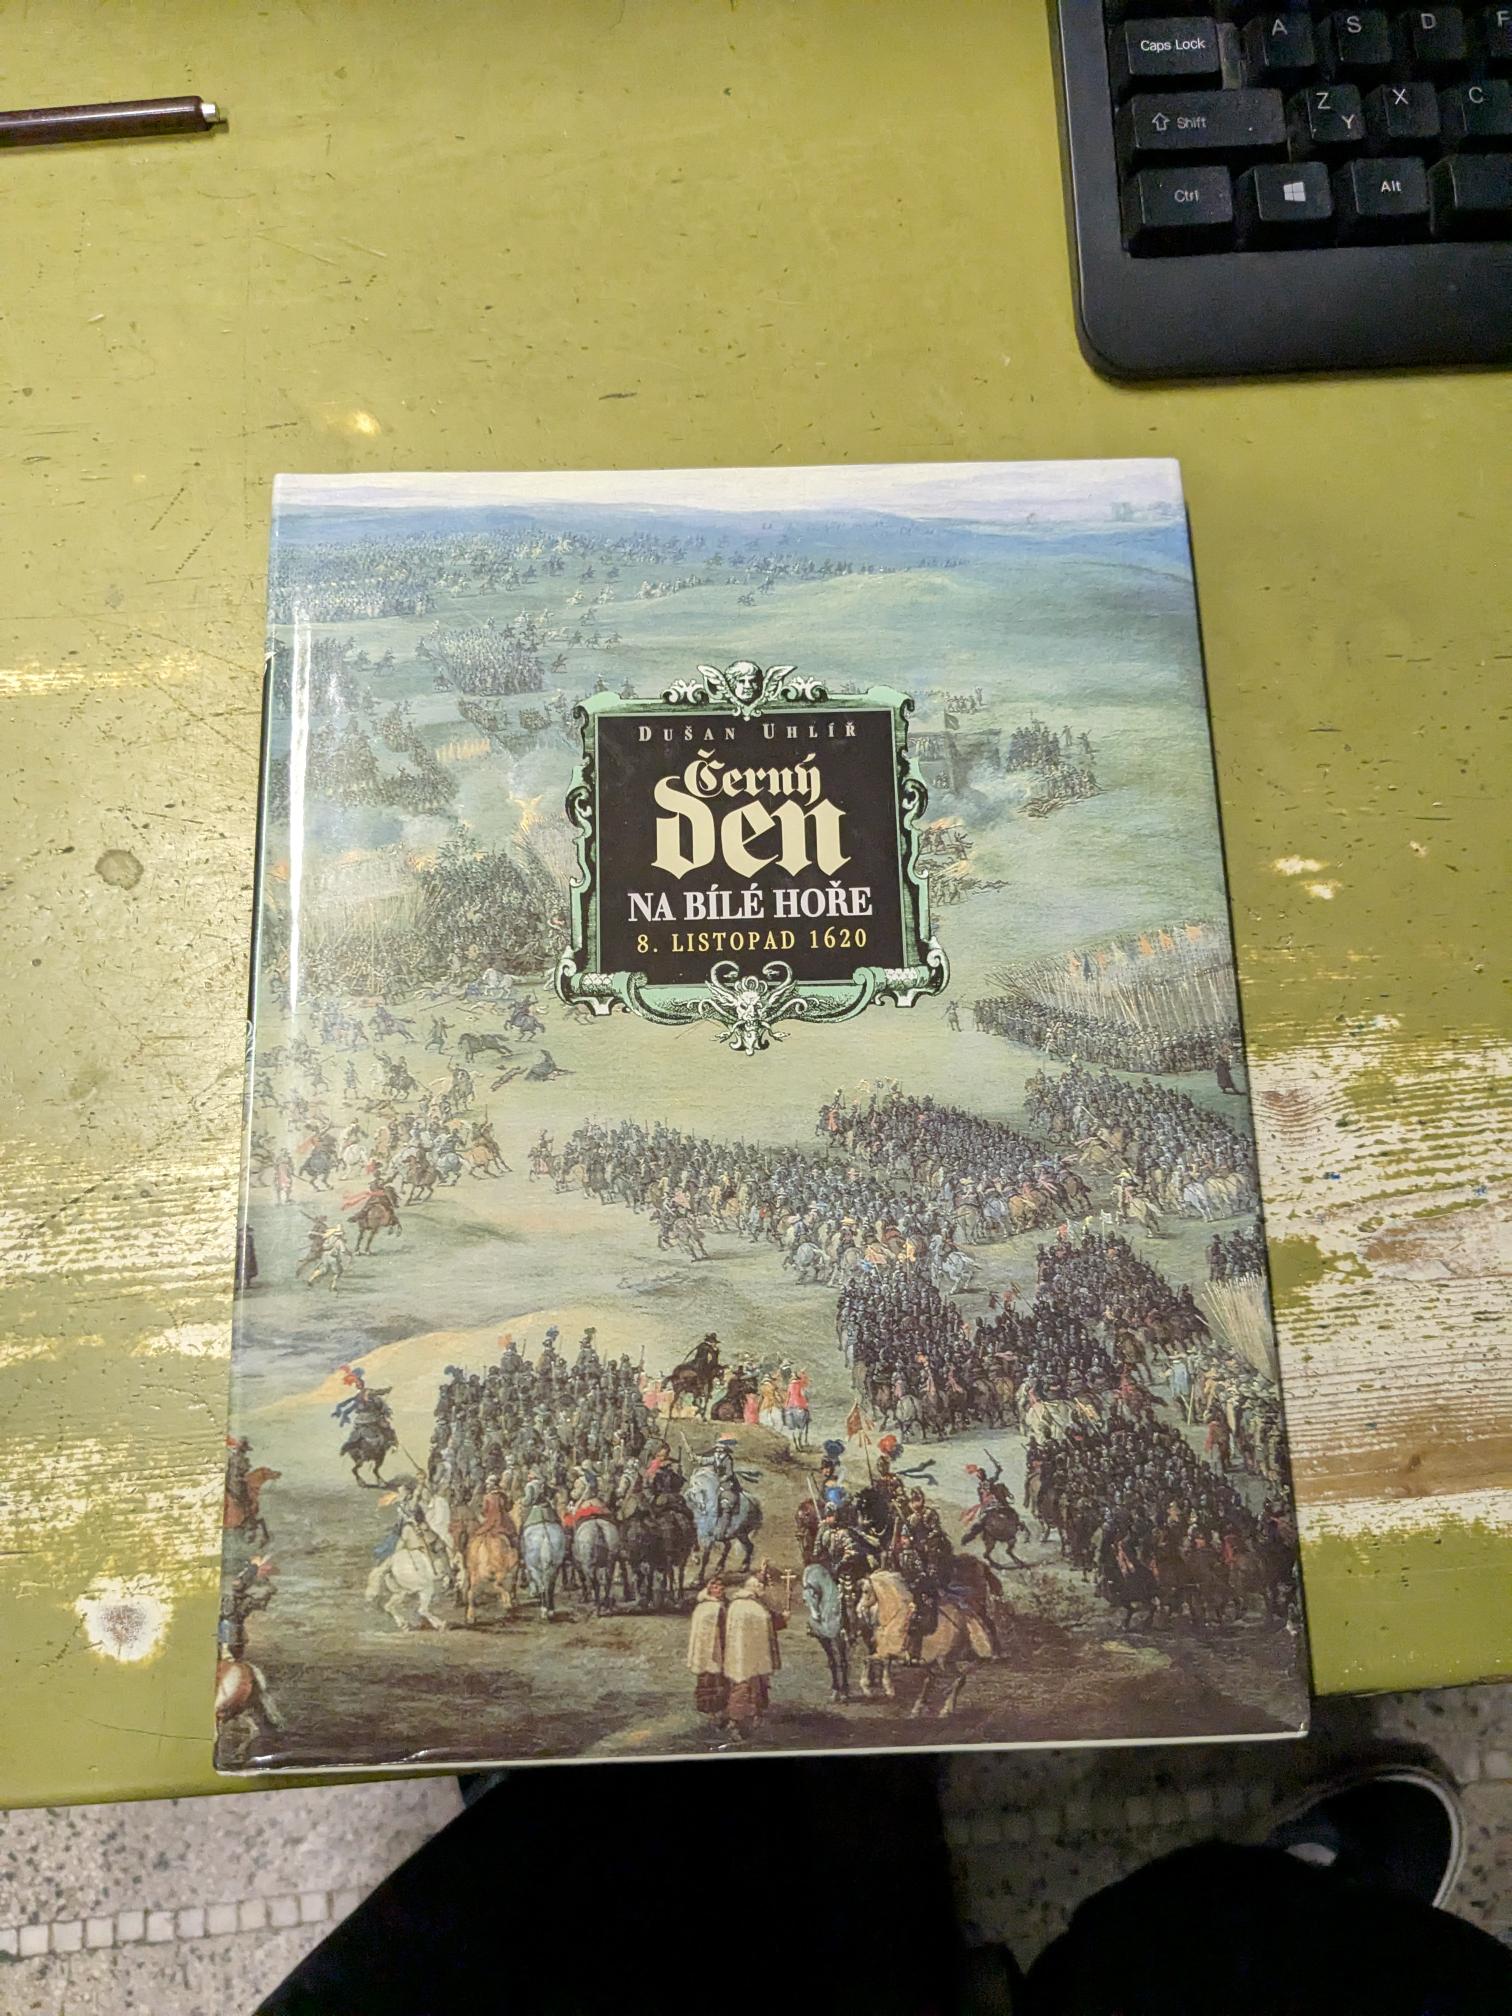 Caps Lock
A
S
D
F
Shift
Z
Y
X
C
Ctrl
Alt
DUŠAN UHLÍŘ
Černý
den
NA BÍLÉ HOŘE
8. LISTOPAD 1620